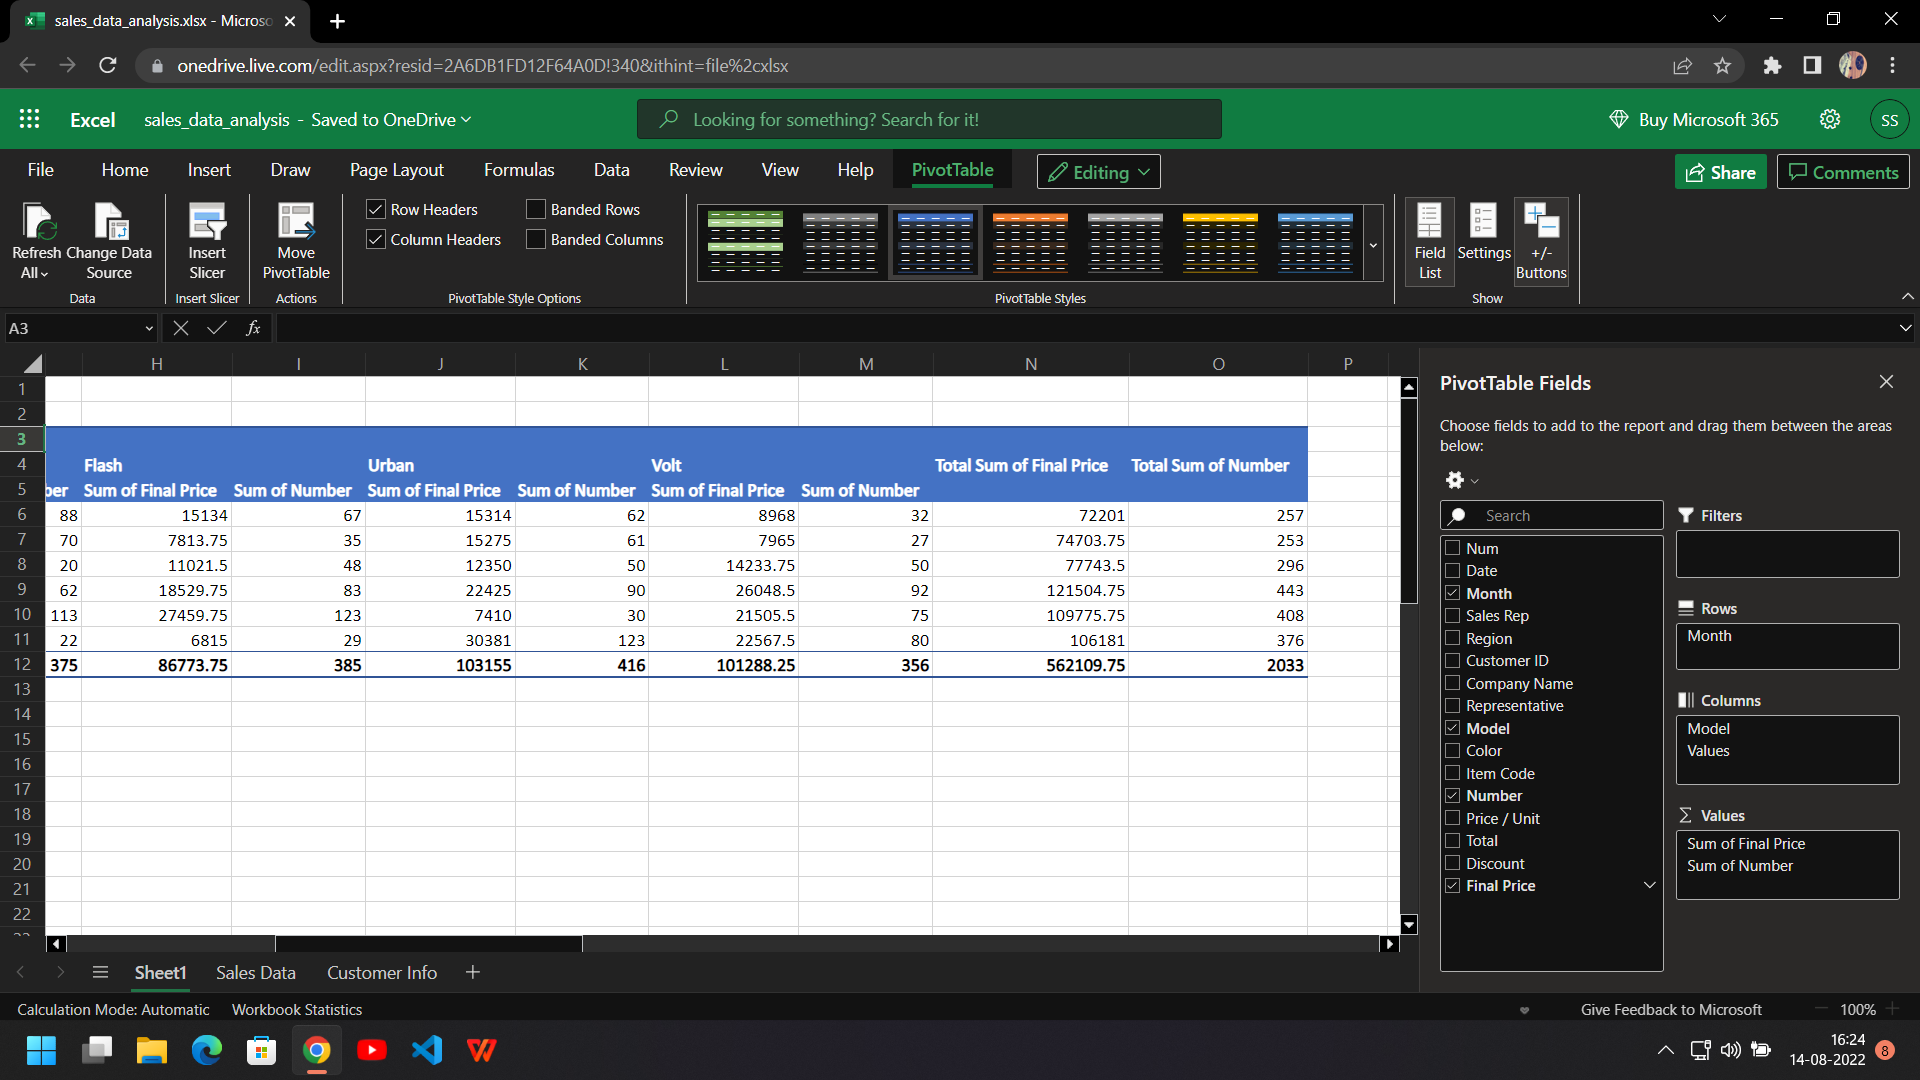 sales_data_analysis.xlsx - Microso
onedrive.live.com/edit.aspx?resid=2A6DB1FD12F64A0D!340&ithint=file%2cxlsx
Excel sales_data_analysis - Saved to OneDrive
Looking for something? Search for it!
Buy Microsoft 365
SS
File Home Insert Draw Page Layout Formulas Data Review View Help PivotTable Editing Share Comments
Refresh All
Change Data Source
Data
Insert Slicer
Insert Slicer
Move PivotTable
Actions
Row Headers
Column Headers
Banded Rows
Banded Columns
PivotTable Style Options
PivotTable Styles
Field List
Settings
+/- Buttons
Show
A3
fx
H I J K L M N O P
1
2
3
4 Flash Urban Volt Total Sum of Final Price Total Sum of Number
5 ber Sum of Final Price Sum of Number Sum of Final Price Sum of Number Sum of Final Price Sum of Number
6 88 15134 67 15314 62 8968 32 72201 257
7 70 7813.75 35 15275 61 7965 27 74703.75 253
8 20 11021.5 48 12350 50 14233.75 50 77743.5 296
9 62 18529.75 83 22425 90 26048.5 92 121504.75 443
10 113 27459.75 123 7410 30 21505.5 75 109775.75 408
11 22 6815 29 30381 123 22567.5 80 106181 376
12 375 86773.75 385 103155 416 101288.25 356 562109.75 2033
13
14
15
16
17
18
19
20
21
22
PivotTable Fields
Choose fields to add to the report and drag them between the areas
below:
Search
Num
Date
Month
Sales Rep
Region
Customer ID
Company Name
Representative
Model
Color
Item Code
Number
Price / Unit
Total
Discount
Final Price
Filters
Rows
Month
Columns
Model
Values
Σ Values
Sum of Final Price
Sum of Number
Sheet1 Sales Data Customer Info
Calculation Mode: Automatic Workbook Statistics
Give Feedback to Microsoft
100%
16:24
14-08-2022
8